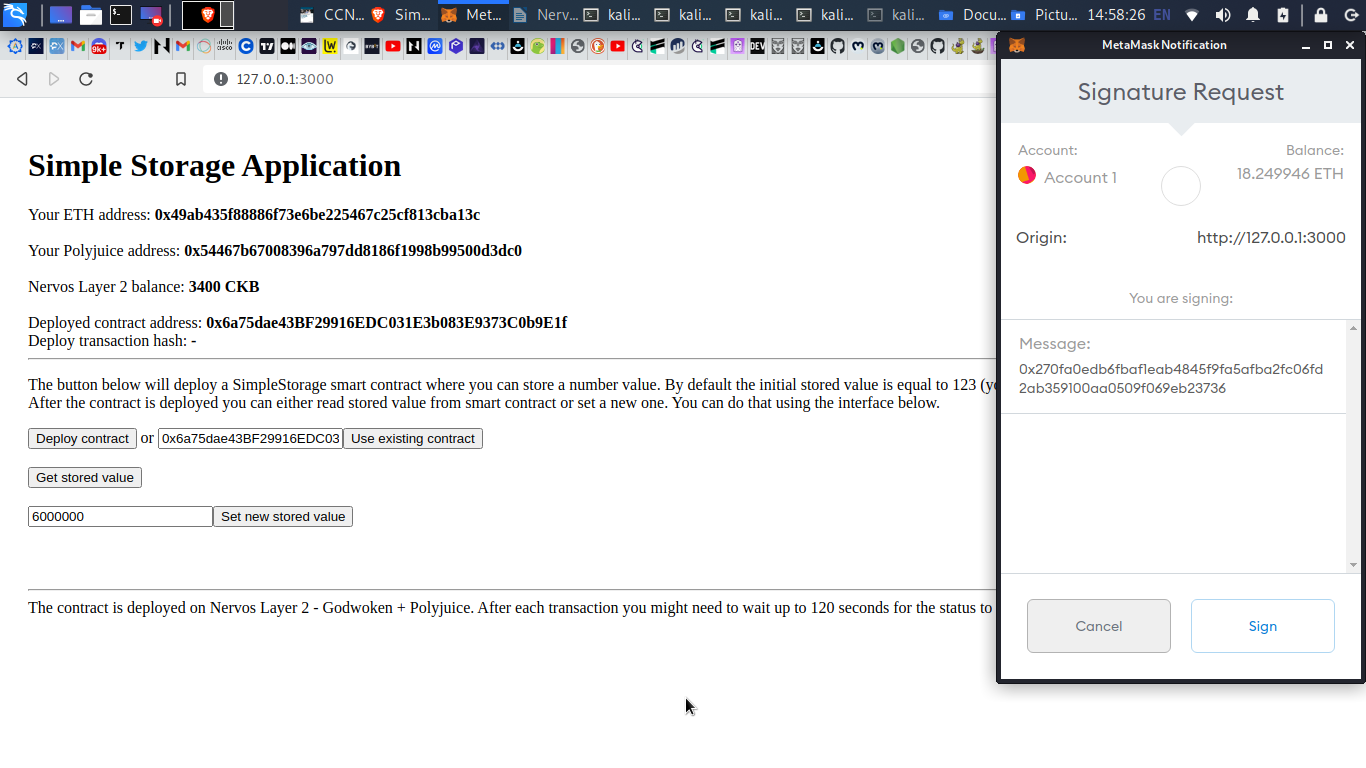 CCN...
Sim...
Met...
Nerv...
kali...
kali...
kali...
kali...
kali...
Docu...
Pictu...
14:58:26
EN
127.0.0.1:3000
Simple Storage Application
Your ETH address: 0x49ab435f88886f73e6be225467c25cf813cba13c
Your Polyjuice address: 0x54467b67008396a797dd8186f1998b99500d3dc0
Nervos Layer 2 balance: 3400 CKB
Deployed contract address: 0x6a75dae43BF29916EDC031E3b083E9373C0b9E1f
Deploy transaction hash: -
The button below will deploy a SimpleStorage smart contract where you can store a number value. By default the initial stored value is equal to 123 (yo
After the contract is deployed you can either read stored value from smart contract or set a new one. You can do that using the interface below.
Deploy contract or 0x6a75dae43BF29916EDC03 Use existing contract
Get stored value
6000000 Set new stored value
The contract is deployed on Nervos Layer 2 - Godwoken + Polyjuice. After each transaction you might need to wait up to 120 seconds for the status to
MetaMask Notification
Signature Request
Account:
Balance:
Account 1
18.249946 ETH
Origin:
http://127.0.0.1:3000
You are signing:
Message:
0x270fa0edb6fbaf1eab4845f9fa5afba2fc06fd
2ab359100aa0509f069eb23736
Cancel
Sign